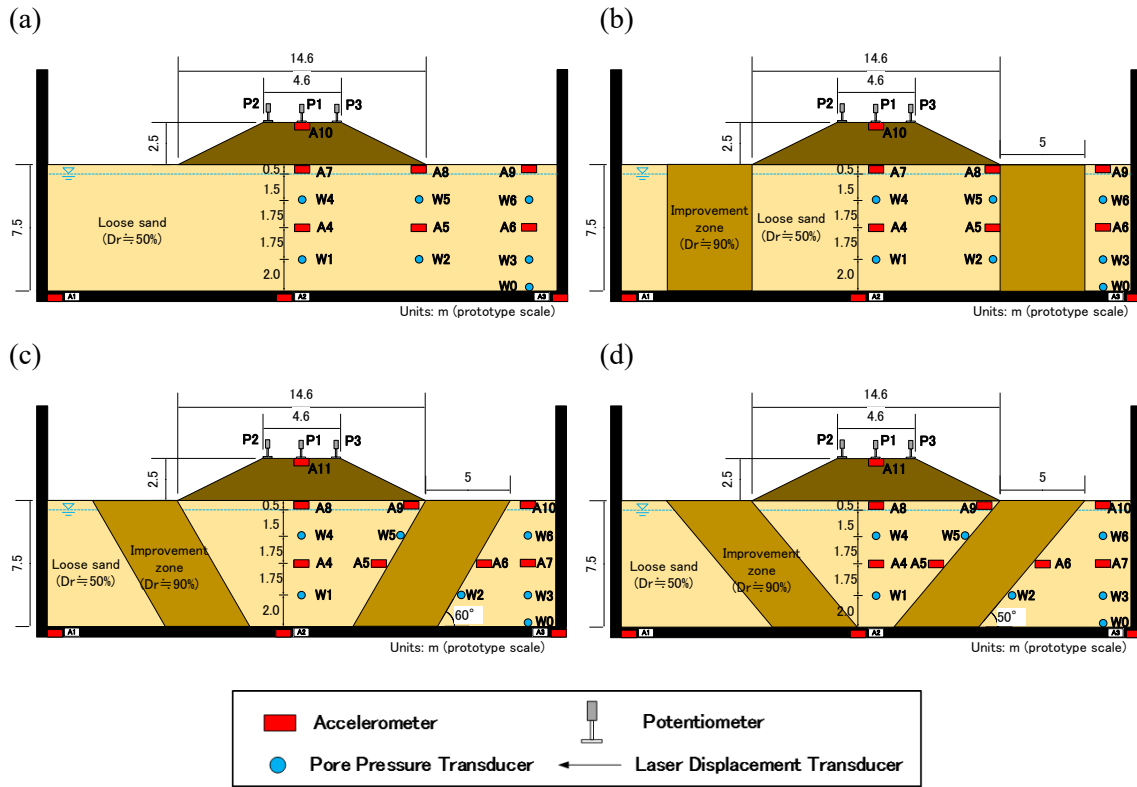 (a)
14.6
4.6
P2 P1 P3
2.5
A10
7.5
0.5 A7 A8 A9
1.5
W4 W5 W6
1.75
Loose sand
(Dr≒50%)
A4 A5 A6
1.75
W1 W2 W3
2.0
W0
A1 A2 A3
Units: m (prototype scale)
(b)
14.6
4.6
P2 P1 P3
2.5
A10
5
7.5
0.5 A7 A8 A9
1.5
W4 W5 W6
1.75
Improvement
zone
(Dr≒90%)
Loose sand
(Dr≒50%)
A4 A5 A6
1.75
W1 W2 W3
2.0
W0
A1 A2 A3
Units: m (prototype scale)
(c)
14.6
4.6
P2 P1 P3
2.5
A11
5
7.5
0.5 A8 A9 A10
1.5
W4 W5 W6
1.75
Improvement
zone
(Dr≒90%)
Loose sand
(Dr≒50%)
A4 A5 A6 A7
1.75
W1 W2 W3
2.0
60°
W0
A1 A2 A3
Units: m (prototype scale)
(d)
14.6
4.6
P2 P1 P3
2.5
A11
5
7.5
0.5 A8 A9 A10
1.5
W4 W5 W6
1.75
Improvement
zone
(Dr≒90%)
Loose sand
(Dr≒50%)
A4 A5 A6 A7
1.75
W1 W2 W3
2.0
50°
W0
A1 A2 A3
Units: m (prototype scale)
Accelerometer
Potentiometer
Pore Pressure Transducer
Laser Displacement Transducer